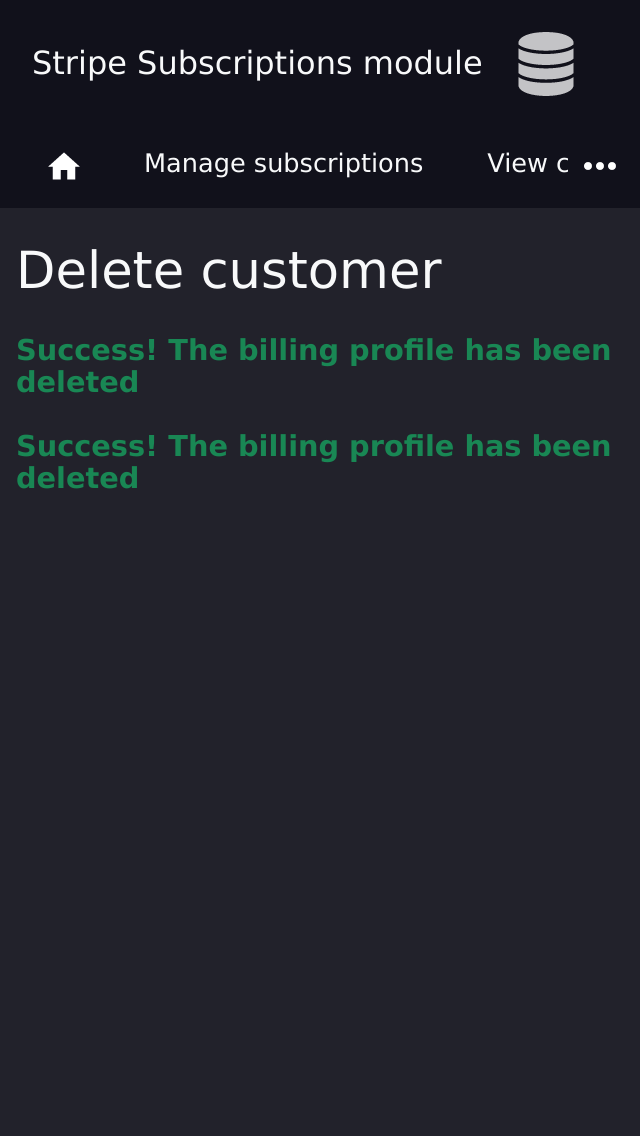 Stripe Subscriptions module
Manage subscriptions
View c
Delete customer
Success! The billing profile has been
deleted
Success! The billing profile has been
deleted